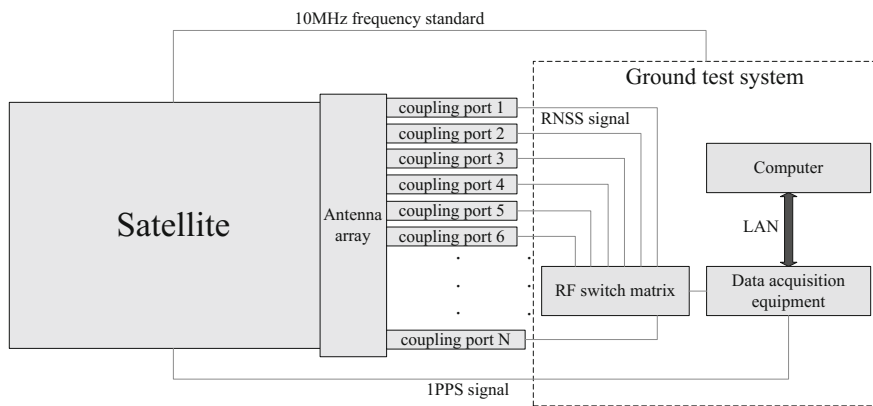 10MHz frequency standard
Ground test system
coupling port 1
RNSS signal
coupling port 2
coupling port 3
Computer
coupling port 4
Satellite
Antenna
array
coupling port 5
LAN
coupling port 6
RF switch matrix
Data acquisition
equipment
coupling port N
1PPS signal